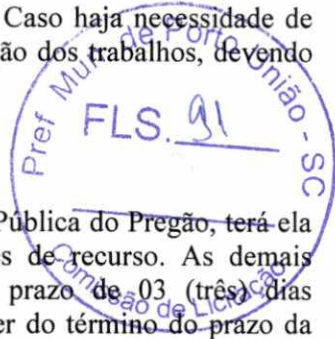 Caso haja necessidade de
ão dos trabalhos, devendo
Pref. Mun. de Porto União - SC
FLS. 91
Pública do Pregão, terá ela
es de recurso. As demais
prazo de 03 (três) dias
er do término do prazo da
Comissão de Licitação